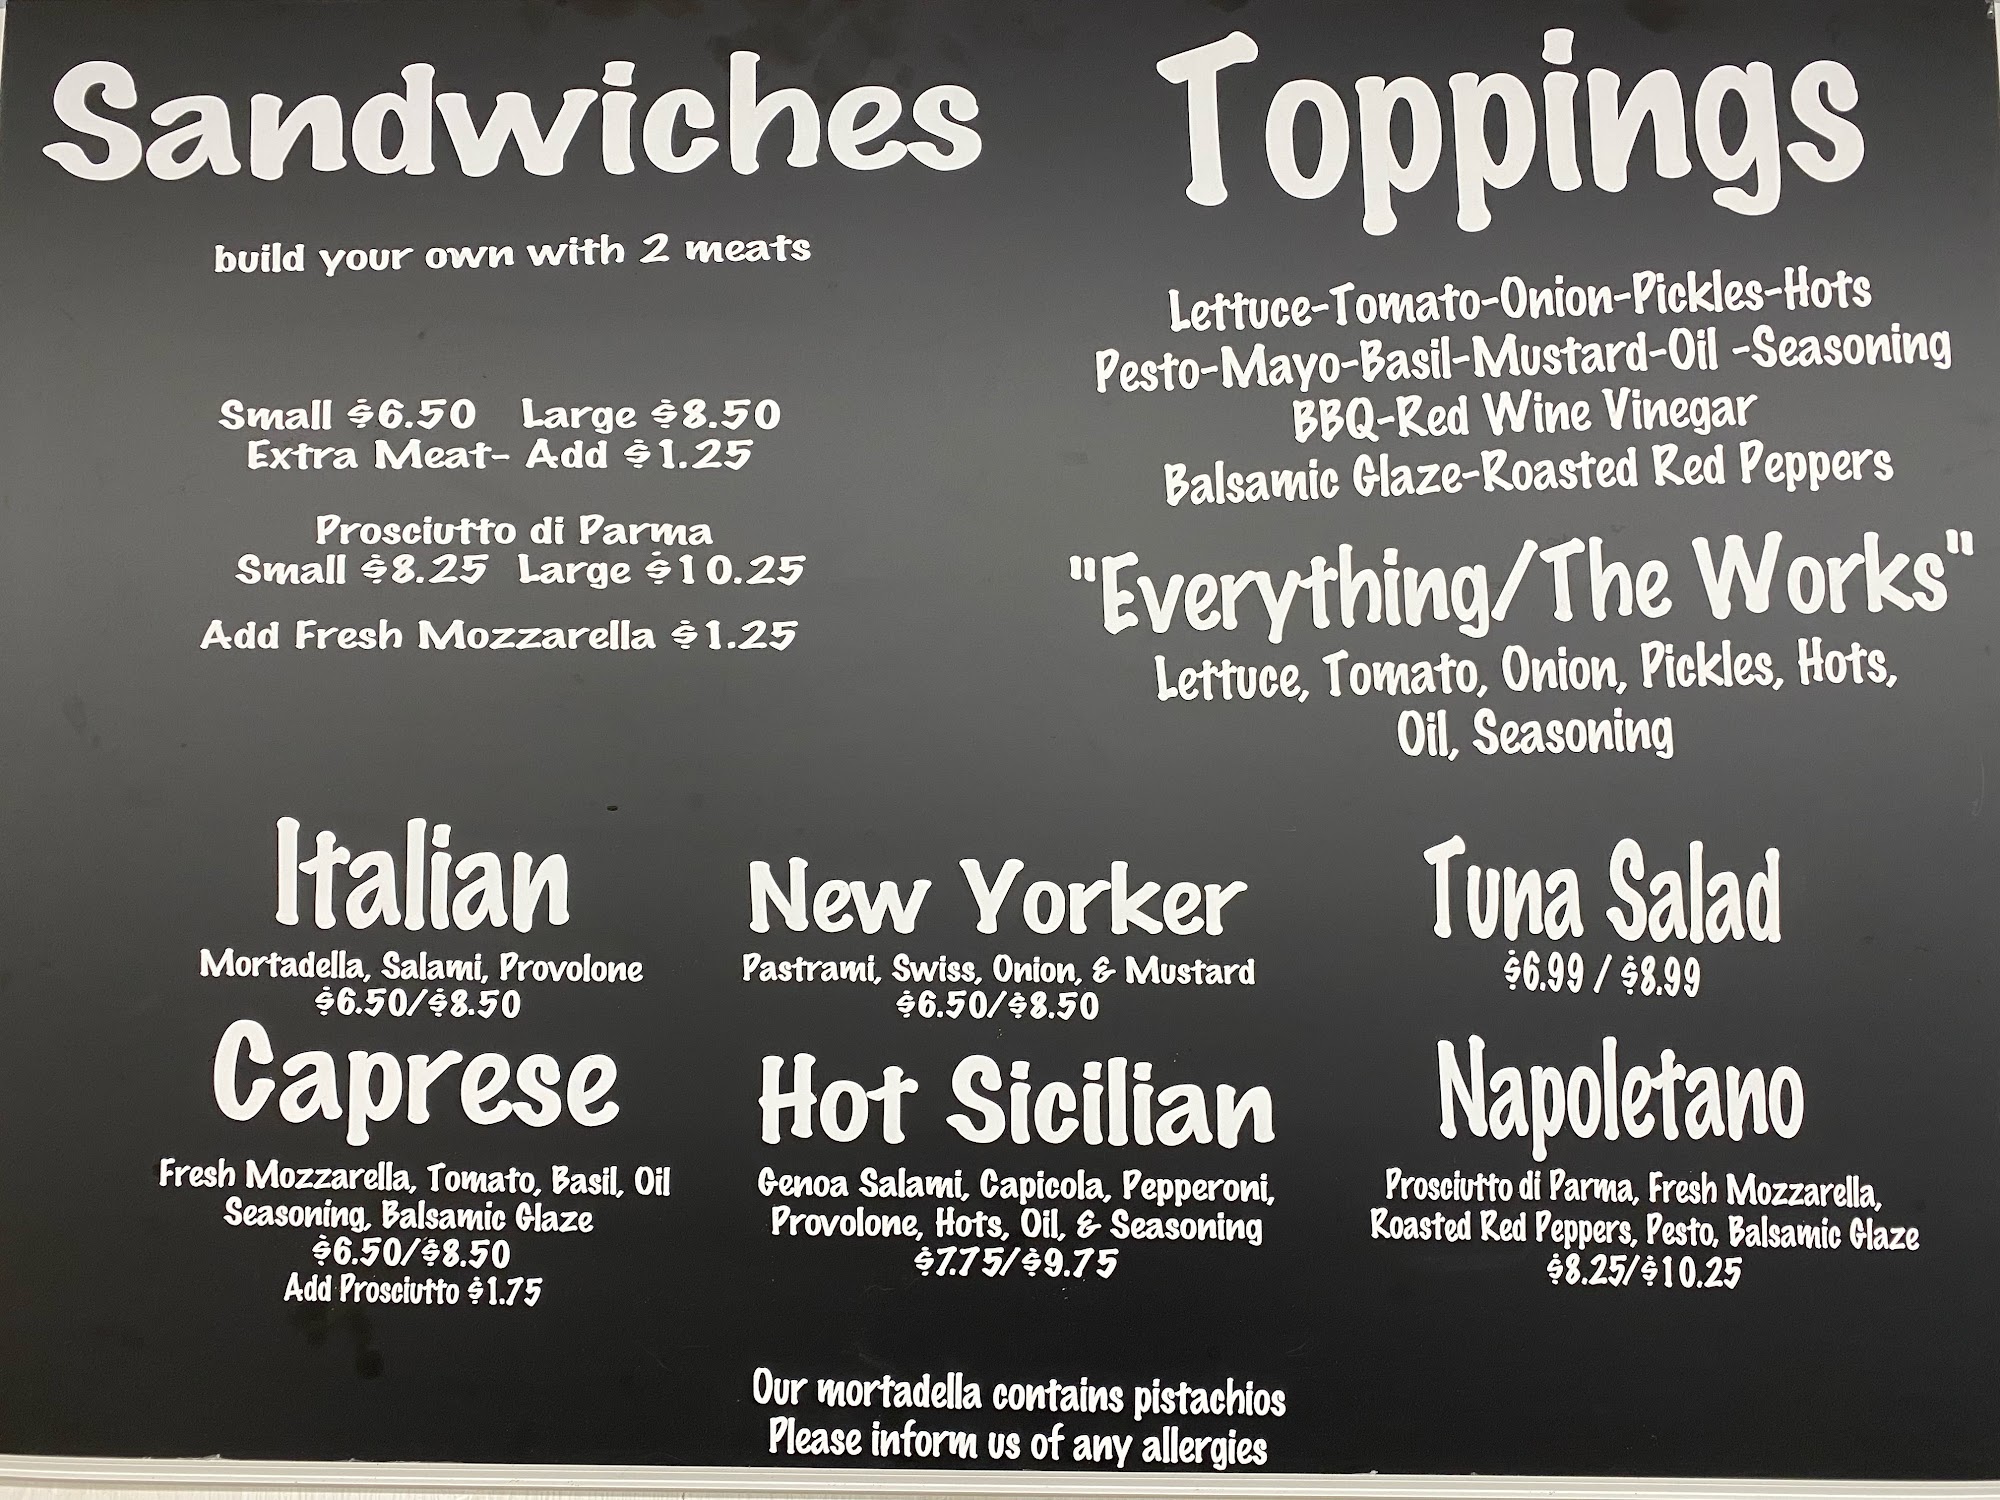 Sandwiches
build your own with 2 meats
Small $6.50 Large $8.50
Extra Meat- Add $1.25
Prosciutto di Parma
Small $8.25 Large $10.25
Add Fresh Mozzarella $1.25
Toppings
Lettuce-Tomato-Onion-Pickles-Hots
Pesto-Mayo-Basil-Mustard-Oil -Seasoning
BBQ-Red Wine Vinegar
Balsamic Glaze-Roasted Red Peppers
"Everything/The Works"
Lettuce, Tomato, Onion, Pickles, Hots,
Oil, Seasoning
Italian
Mortadella, Salami, Provolone
$6.50/$8.50
New Yorker
Pastrami, Swiss, Onion, & Mustard
$6.50/$8.50
Tuna Salad
$6.99 / $8.99
Caprese
Fresh Mozzarella, Tomato, Basil, Oil
Seasoning, Balsamic Glaze
$6.50/$8.50
Add Prosciutto $1.75
Hot Sicilian
Genoa Salami, Capicola, Pepperoni,
Provolone, Hots, Oil, & Seasoning
$7.75/$9.75
Napoletano
Prosciutto di Parma, Fresh Mozzarella,
Roasted Red Peppers, Pesto, Balsamic Glaze
$8.25/$10.25
Our mortadella contains pistachios
Please inform us of any allergies